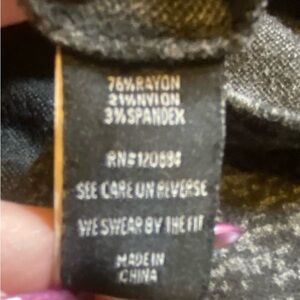 76% RAYON
21% NYLON
3% SPANDEX
RN#120894
SEE CARE ON REVERSE
WE SWEAR BY THE FIT
MADE IN
CHINA